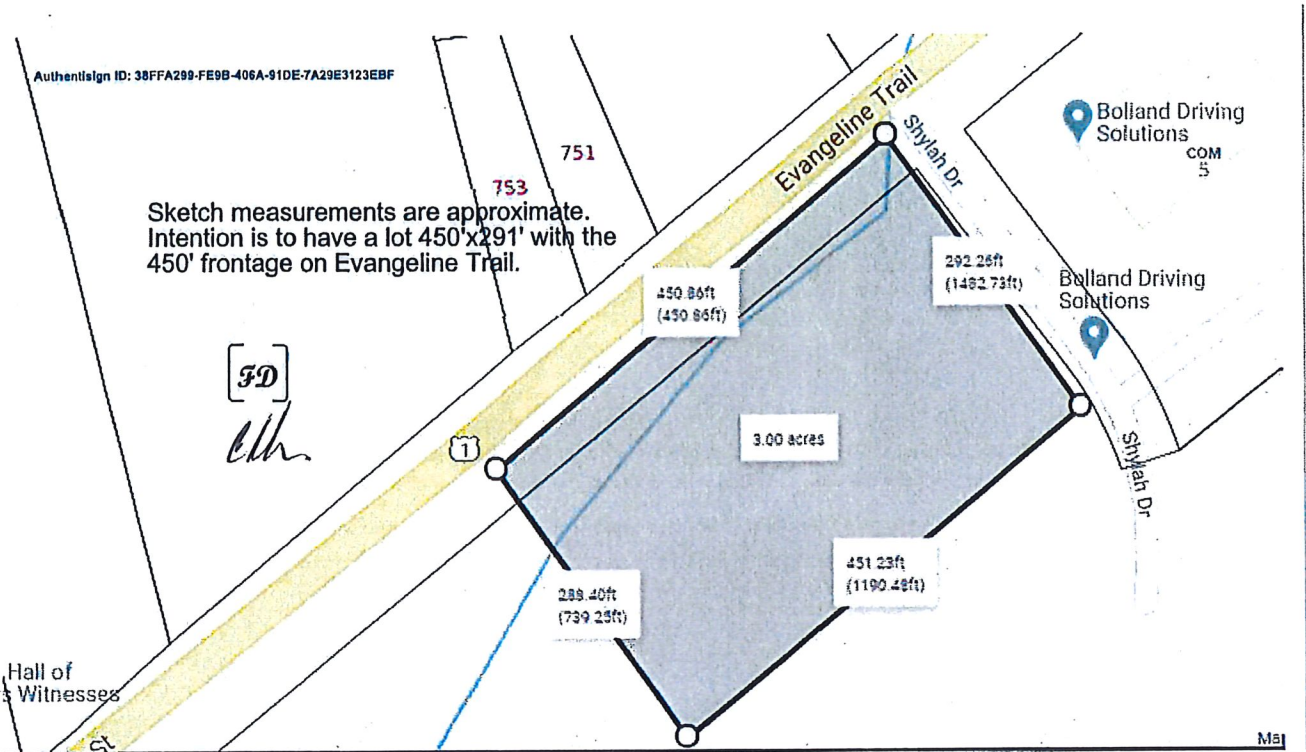 Authentisign ID: 38FFA299-FE9B-406A-91DE-7A29E3123EBF
751
753
Sketch measurements are approximate.
Intention is to have a lot 450'x291' with the
450' frontage on Evangeline Trail.
FD
Evangeline Trail
Shylah Dr
Bolland Driving
Solutions
COM
5
292.25ft
(1482.73ft)
Bolland Driving
Solutions
450.86ft
(450.86ft)
1
3.00 acres
Shylah Dr
451.23ft
(1190.48ft)
288.40ft
(739.25ft)
Hall of
s Witnesses
St